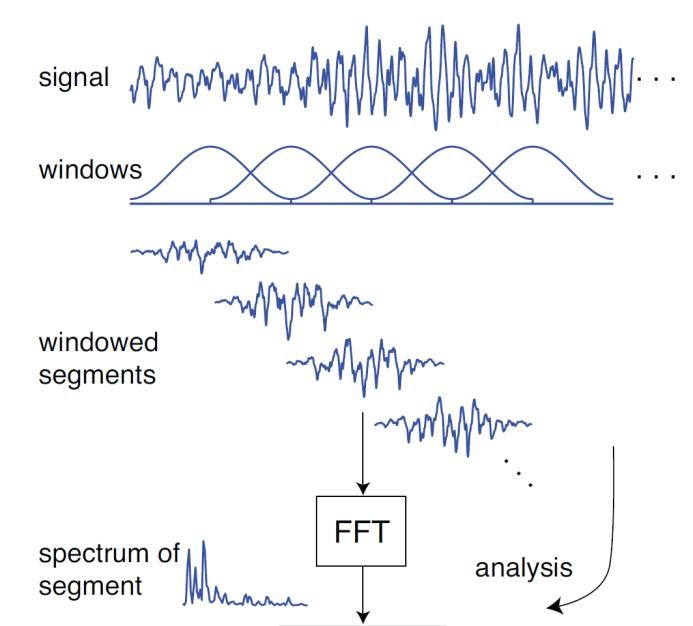 signal
. . .
windows
. . .
windowed
segments
FFT
spectrum of
segment
analysis